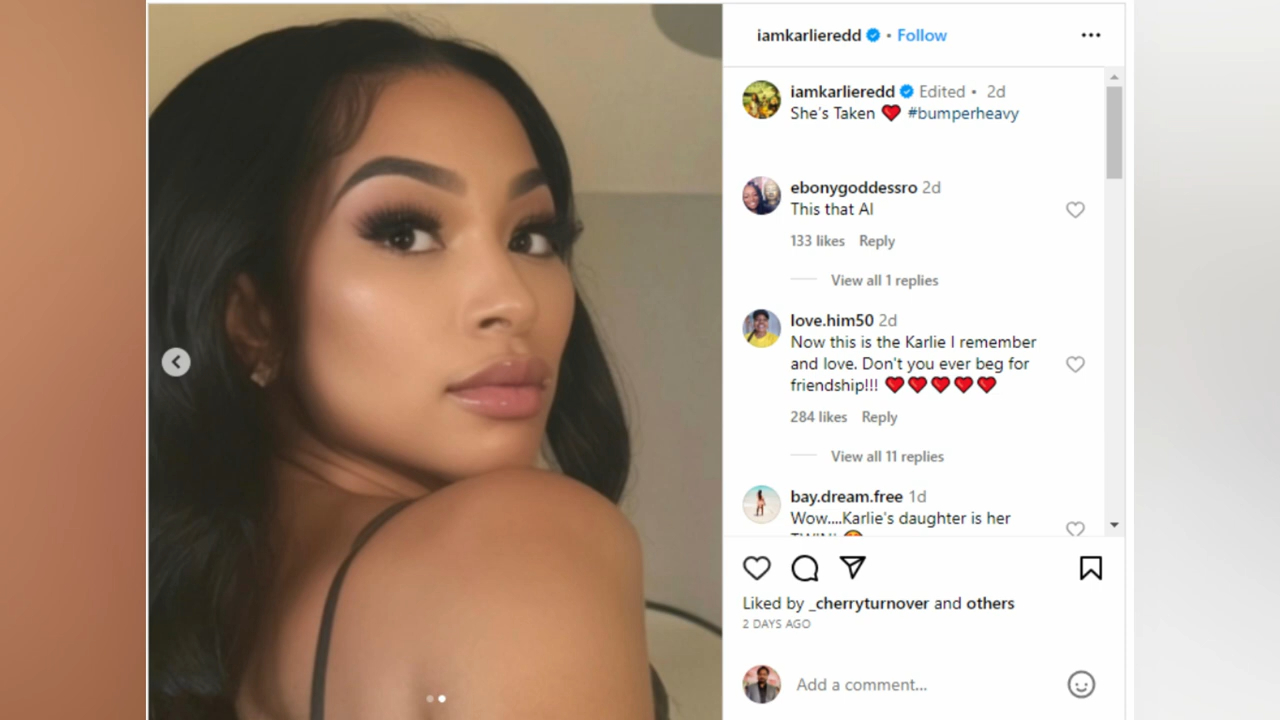 iamkarlieredd • Follow
iamkarlieredd Edited • 2d
She's Taken ❤️ #bumperheavy
ebonygoddessro 2d
This that AI
133 likes Reply
View all 1 replies
love.him50 2d
Now this is the Karlie I remember
and love. Don't you ever beg for
friendship!!! ❤️❤️❤️❤️❤️
284 likes Reply
View all 11 replies
bay.dream.free 1d
Wow....Karlie's daughter is her
Liked by _cherryturnover and others
2 DAYS AGO
Add a comment...